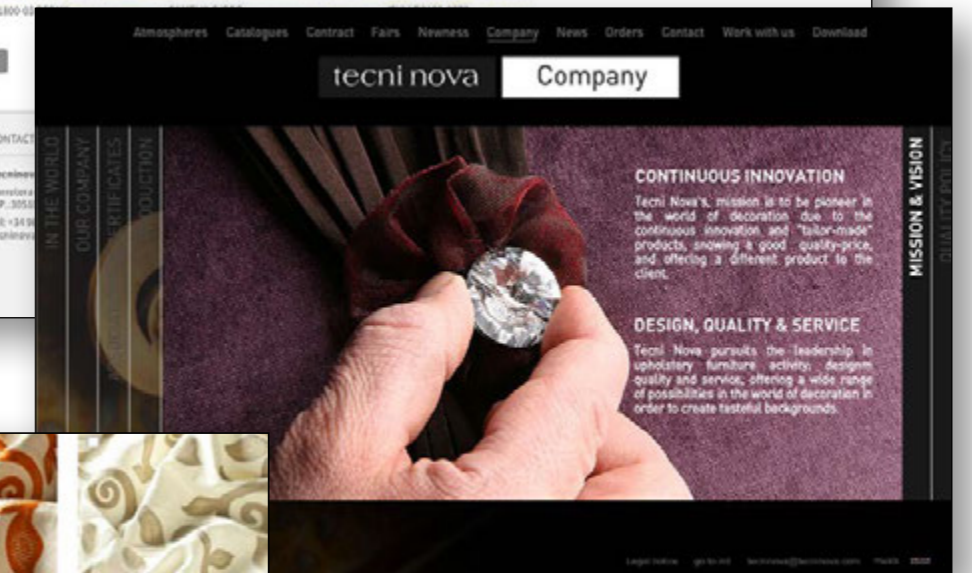 Atmospheres Catalogues Contract Fairs Newness Company News Orders Contact Work with us Download
tecni nova Company
IN THE WORLD
OUR COMPANY
MISSION & VISION
QUALITY POLICY
CONTINUOUS INNOVATION
Tecni Nova's, mission is to be pioneer in
the world of decoration due to the
continuous innovation and "tailor-made"
products, snowing a good quality-price,
and offering a different product to the
client.
DESIGN, QUALITY & SERVICE
Tecni Nova pursuits the leadership in
upholstery furniture activity; designm
quality and service, offering a wide range
of possibilities in the world of decoration in
order to create tasteful backgrounds.
Legal notice